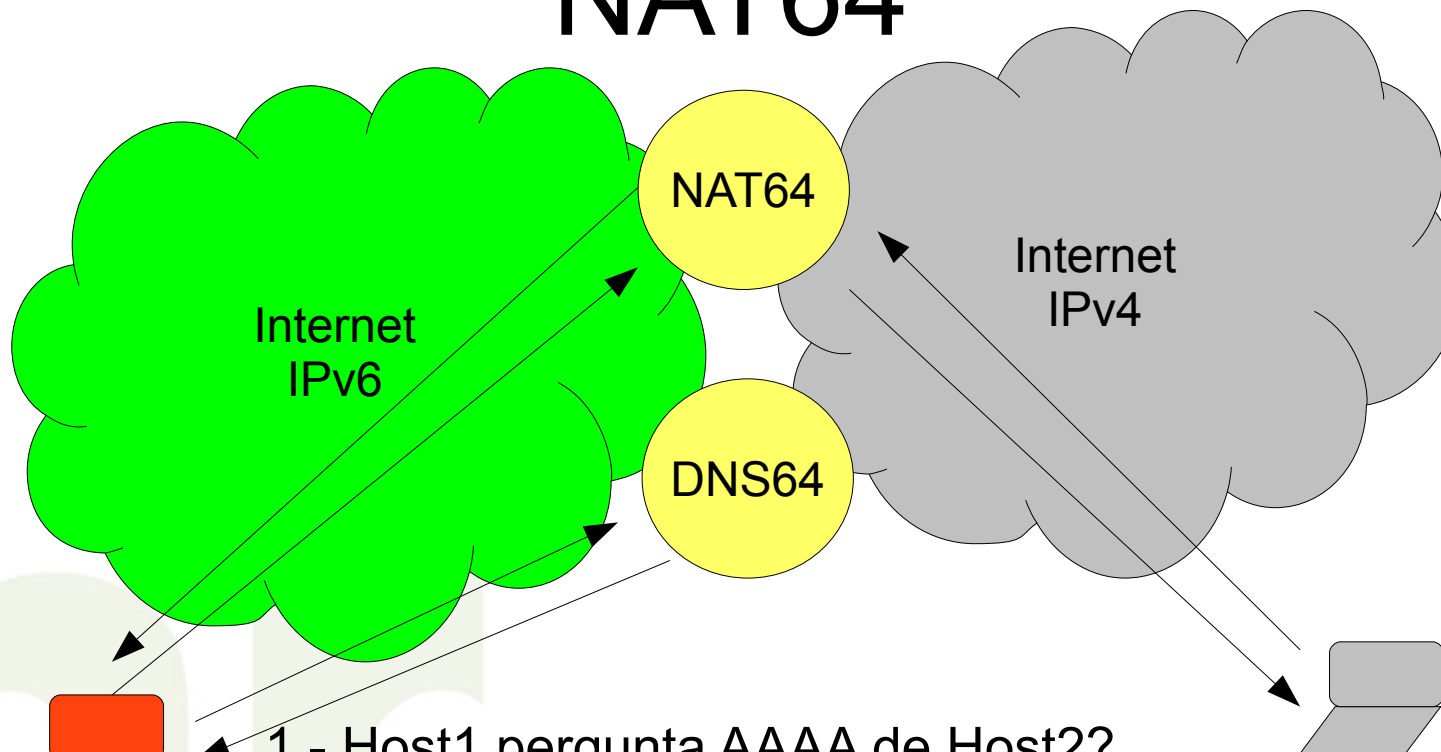 NAT64
NAT64
Internet
IPv4
Internet
IPv6
DNS64
1 - Host1 pergunta AAAA de Host2??